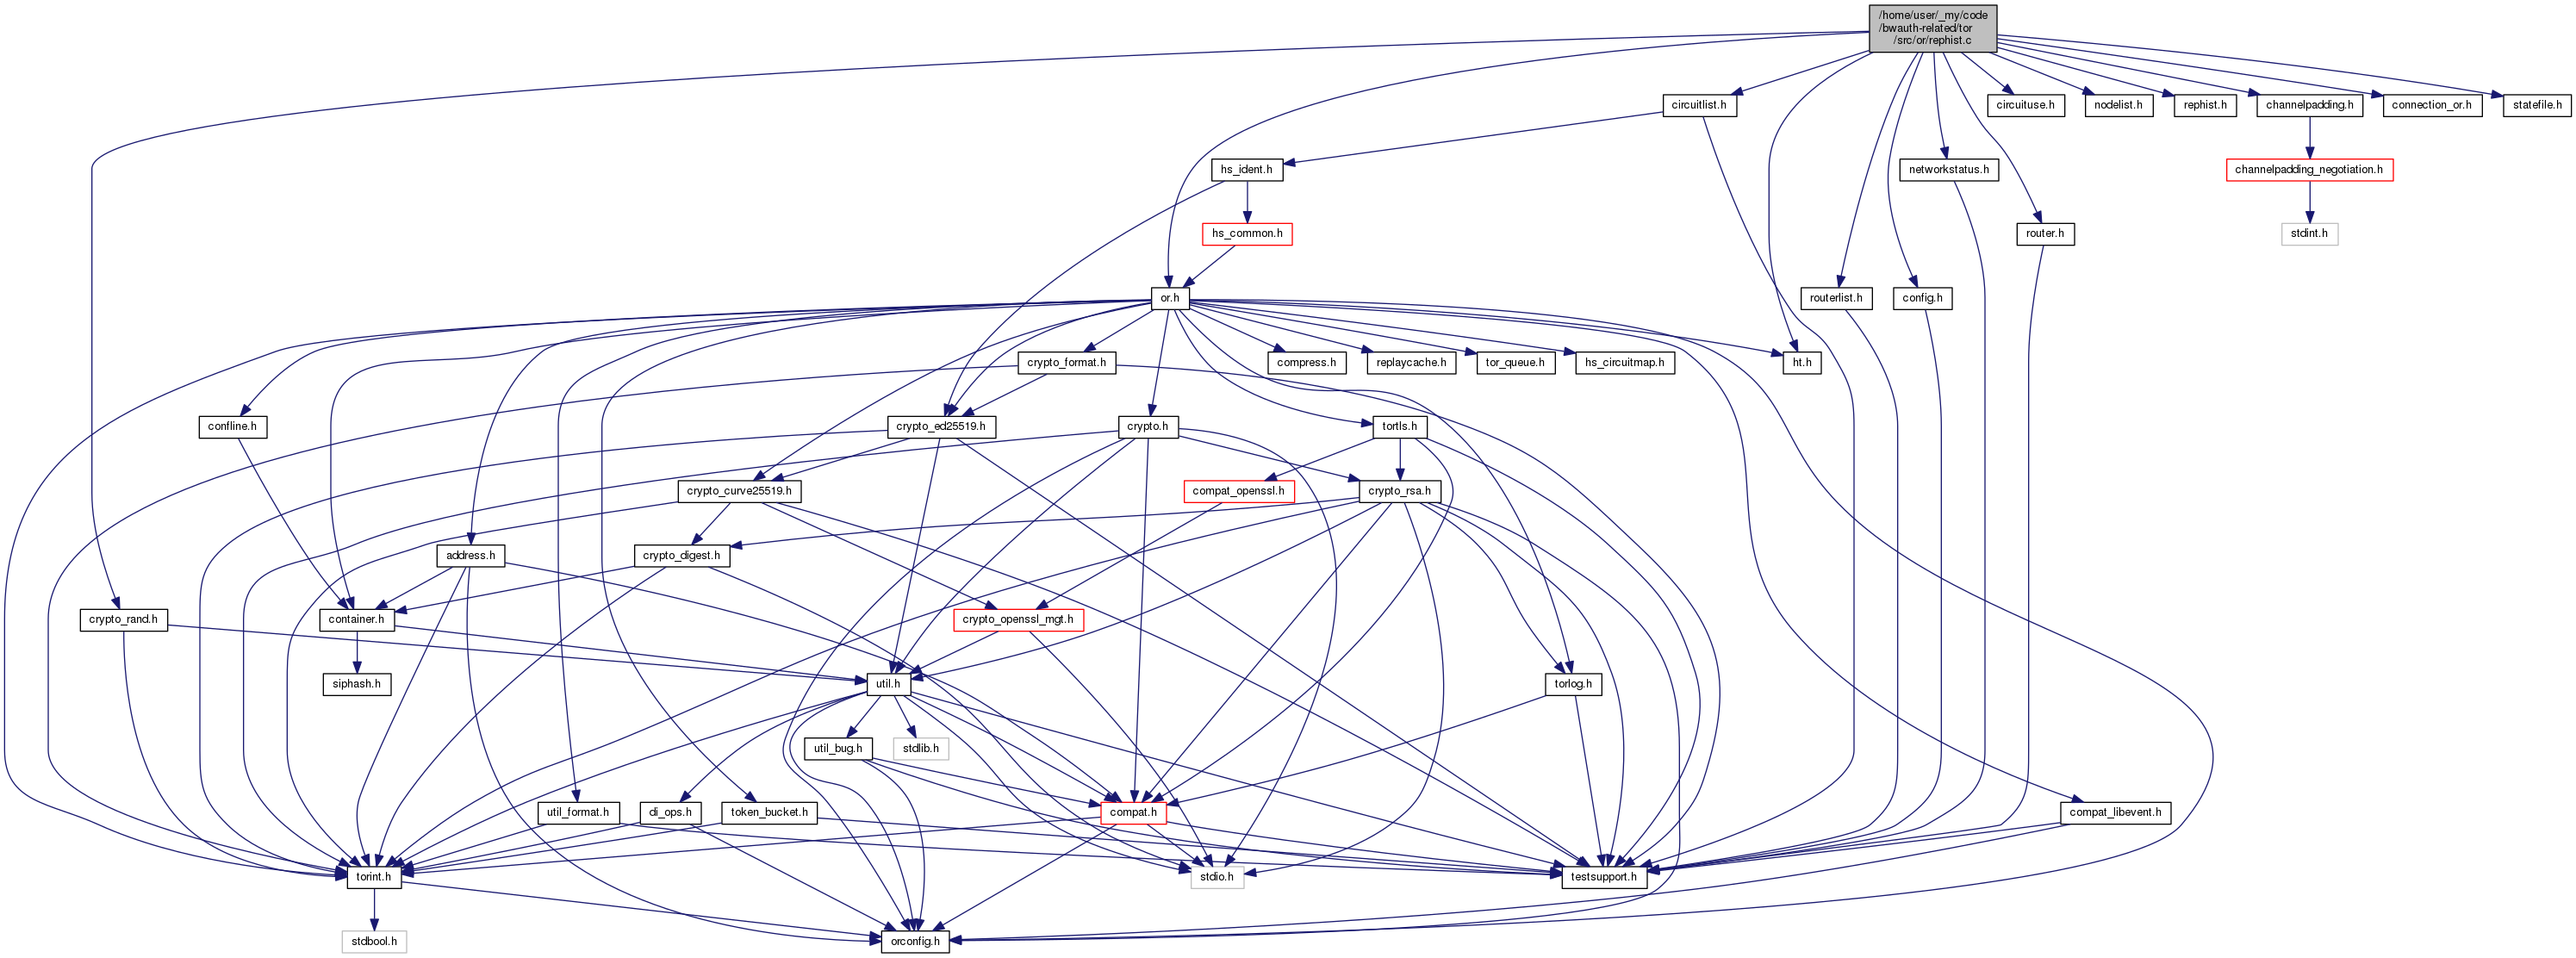 /home/user/_my/code
/bwauth-related/tor
/src/or/rephist.c
circuitlist.h
circuituse.h
nodelist.h
rephist.h
channelpadding.h
connection_or.h
statefile.h
hs_ident.h
networkstatus.h
channelpadding_negotiation.h
hs_common.h
router.h
stdint.h
or.h
routerlist.h
config.h
crypto_format.h
compress.h
replaycache.h
tor_queue.h
hs_circuitmap.h
ht.h
confline.h
crypto_ed25519.h
crypto.h
tortls.h
crypto_curve25519.h
compat_openssl.h
crypto_rsa.h
address.h
crypto_digest.h
crypto_rand.h
container.h
crypto_openssl_mgt.h
siphash.h
util.h
torlog.h
util_bug.h
stdlib.h
util_format.h
di_ops.h
token_bucket.h
compat.h
compat_libevent.h
torint.h
stdio.h
testsupport.h
stdbool.h
orconfig.h